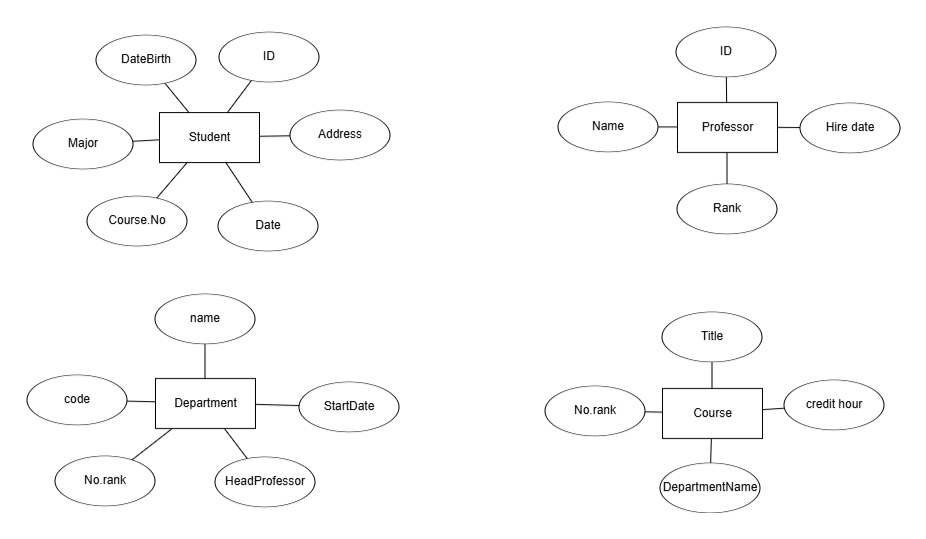 DateBirth
ID
Major
Student
Address
Course.No
Date
ID
Name
Professor
Hire date
Rank
name
code
Department
StartDate
No.rank
HeadProfessor
Title
No.rank
Course
credit hour
DepartmentName